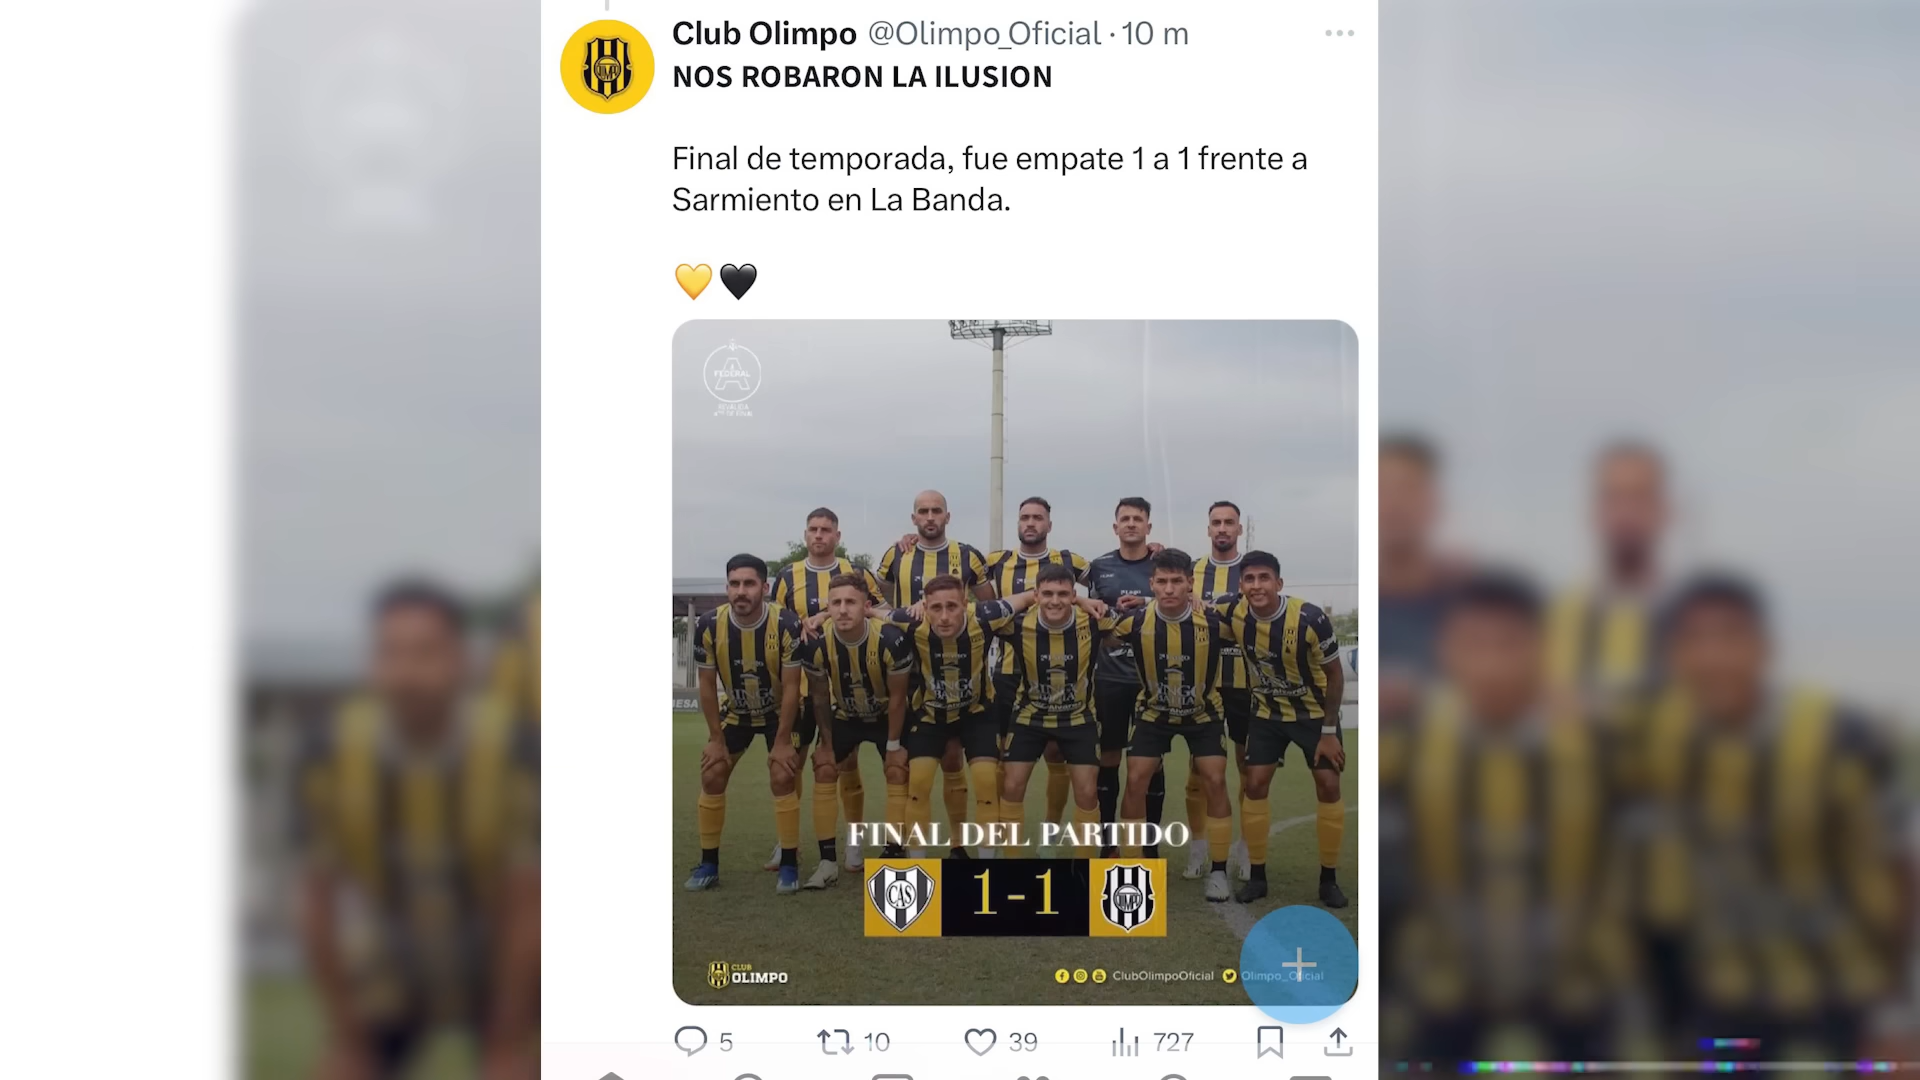 Club Olimpo @Olimpo_Oficial · 10 m
NOS ROBARON LA ILUSION
Final de temporada, fue empate 1 a 1 frente a
Sarmiento en La Banda.
FEDERAL
A
FINAL DEL PARTIDO
CAS
1-1
OLIMPO
CLUB
OLIMPO
ClubOlimpoOficial
Olimpo_Oficial
5
10
39
727